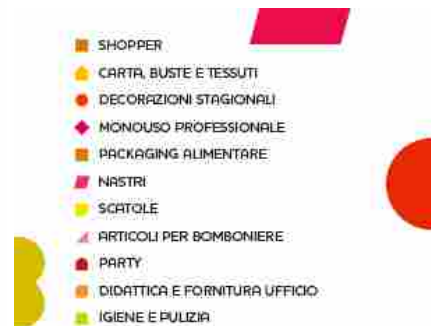 SHOPPER
CARTA, BUSTE E TESSUTI
DECORAZIONI STAGIONALI
MONOUSO PROFESSIONALE
PACKAGING ALIMENTARE
NASTRI
SCATOLE
ARTICOLI PER BOMBONIERE
PARTY
DIDATTICA E FORNITURA UFFICIO
IGIENE E PULIZIA